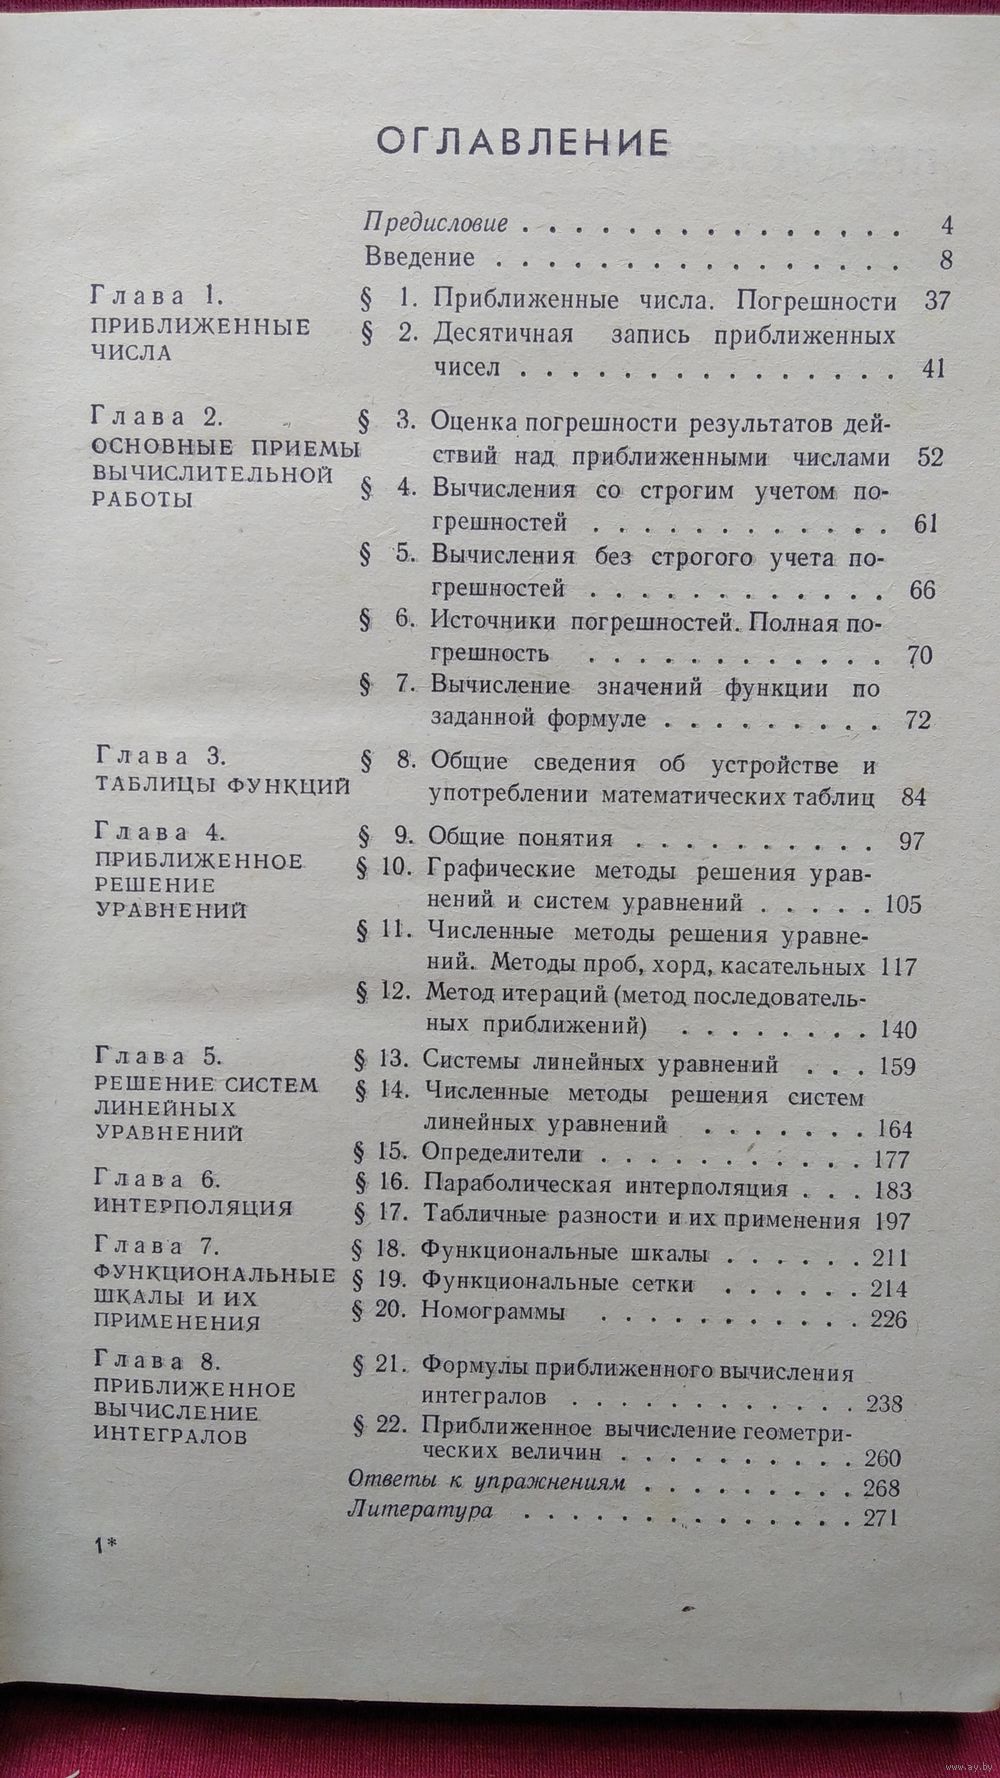 ОГЛАВЛЕНИЕ
Предисловие . . . . . . . . . . . . . . . 4
Введение . . . . . . . . . . . . . . . . 8
Глава 1.
ПРИБЛИЖЕННЫЕ
ЧИСЛА
§ 1. Приближенные числа. Погрешности 37
§ 2. Десятичная запись приближенных
чисел . . . . . . . . . . . . . . . 41
Глава 2.
ОСНОВНЫЕ ПРИЕМЫ
ВЫЧИСЛИТЕЛЬНОЙ
РАБОТЫ
§ 3. Оценка погрешности результатов дей-
ствий над приближенными числами 52
§ 4. Вычисления со строгим учетом по-
грешностей . . . . . . . . . . . . 61
§ 5. Вычисления без строгого учета по-
грешностей . . . . . . . . . . . . 66
§ 6. Источники погрешностей. Полная по-
грешность . . . . . . . . . . . . 70
§ 7. Вычисление значений функции по
заданной формуле . . . . . . . . . 72
Глава 3.
ТАБЛИЦЫ ФУНКЦИЙ
§ 8. Общие сведения об устройстве и
употреблении математических таблиц 84
Глава 4.
ПРИБЛИЖЕННОЕ
РЕШЕНИЕ
УРАВНЕНИЙ
§ 9. Общие понятия . . . . . . . . . . 97
§ 10. Графические методы решения урав-
нений и систем уравнений . . . . . 105
§ 11. Численные методы решения уравне-
ний. Методы проб, хорд, касательных 117
§ 12. Метод итераций (метод последователь-
ных приближений) . . . . . . . . 140
Глава 5.
РЕШЕНИЕ СИСТЕМ
ЛИНЕЙНЫХ
УРАВНЕНИЙ
§ 13. Системы линейных уравнений . . . 159
§ 14. Численные методы решения систем
линейных уравнений . . . . . . . 164
§ 15. Определители . . . . . . . . . . . 177
Глава 6.
ИНТЕРПОЛЯЦИЯ
§ 16. Параболическая интерполяция . . . 183
§ 17. Табличные разности и их применения 197
Глава 7.
ФУНКЦИОНАЛЬНЫЕ
ШКАЛЫ И ИХ
ПРИМЕНЕНИЯ
§ 18. Функциональные шкалы . . . . . . 211
§ 19. Функциональные сетки . . . . . . 214
§ 20. Номограммы . . . . . . . . . . . 226
Глава 8.
ПРИБЛИЖЕННОЕ
ВЫЧИСЛЕНИЕ
ИНТЕГРАЛОВ
§ 21. Формулы приближенного вычисления
интегралов . . . . . . . . . . . . 238
§ 22. Приближенное вычисление геометри-
ческих величин . . . . . . . . . . 260
Ответы к упражнениям . . . . . . . . . 268
Литература . . . . . . . . . . . . . . 271
1*
www.ay.by